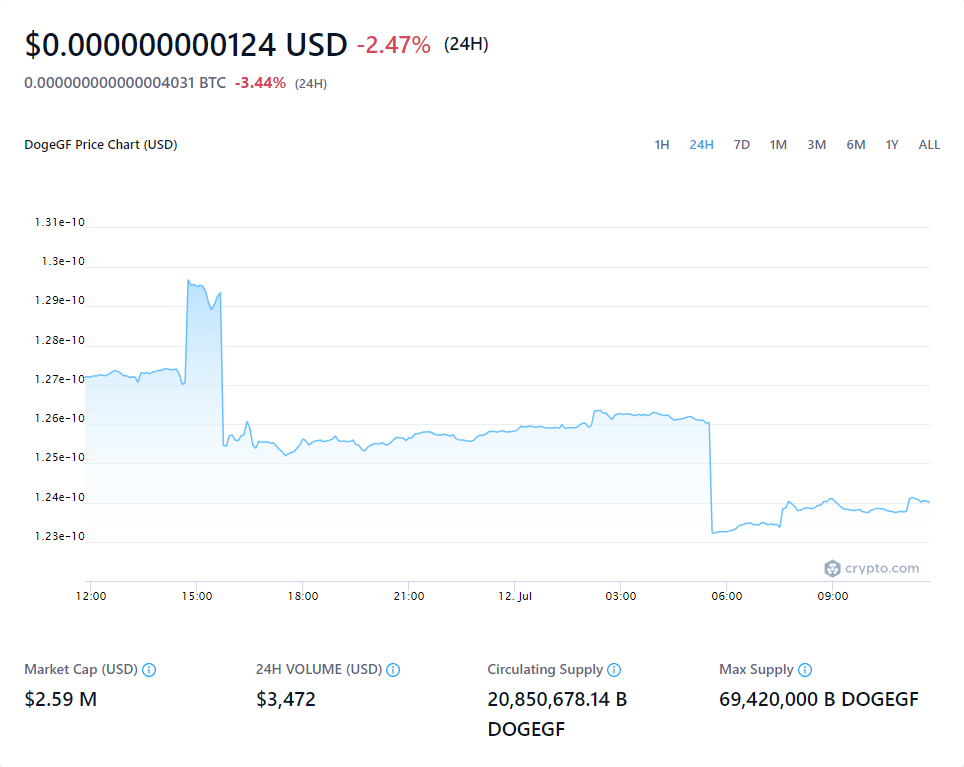 $0.000000000124 USD -2.47% (24H)
0.000000000000004031 BTC -3.44% (24H)
DogeGF Price Chart (USD) 1H 24H 7D 1M 3M 6M 1Y ALL
1.31e-10
1.3e-10
1.29e-10
1.28e-10
1.27e-10
1.26e-10
1.25e-10
1.24e-10
1.23e-10
crypto.com
12:00 15:00 18:00 21:00 12. Jul 03:00 06:00 09:00
Market Cap (USD) 24H VOLUME (USD) Circulating Supply Max Supply
$2.59 M $3,472 20,850,678.14 B 69,420,000 B DOGEGF
DOGEGF